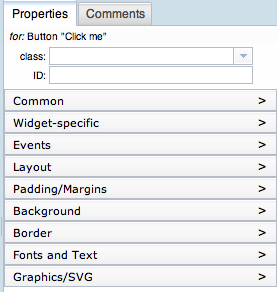 Properties Comments
for: Button "Click me"
class:
ID:
Common >
Widget-specific >
Events >
Layout >
Padding/Margins >
Background >
Border >
Fonts and Text >
Graphics/SVG >